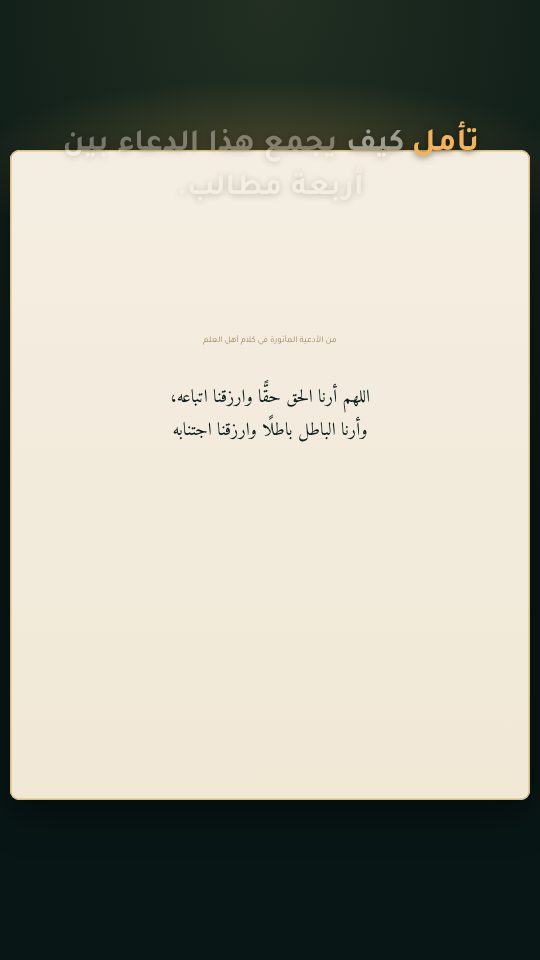 تأمل كيف يجمع هذا الدعاء بين
أربعة مطالب.
من الأدعية المأثورة في كلام أهل العلم
اللهم أرنا الحق حقًّا وارزقنا اتباعه،
وأرنا الباطل باطلًا وارزقنا اجتنابه